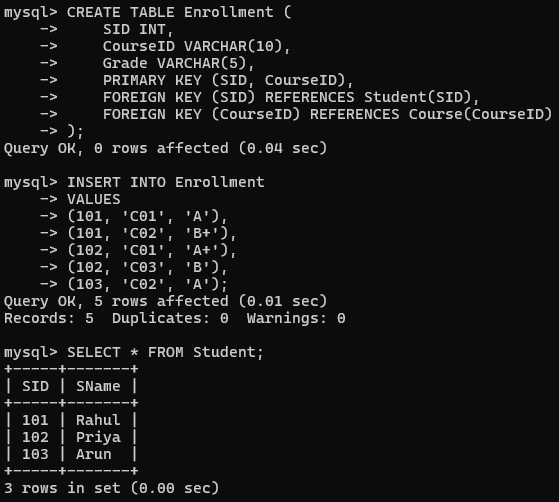 mysql> CREATE TABLE Enrollment (
    ->     SID INT,
    ->     CourseID VARCHAR(10),
    ->     Grade VARCHAR(5),
    ->     PRIMARY KEY (SID, CourseID),
    ->     FOREIGN KEY (SID) REFERENCES Student(SID),
    ->     FOREIGN KEY (CourseID) REFERENCES Course(CourseID)
    -> );
Query OK, 0 rows affected (0.04 sec)

mysql> INSERT INTO Enrollment
    -> VALUES
    -> (101, 'C01', 'A'),
    -> (101, 'C02', 'B+'),
    -> (102, 'C01', 'A+'),
    -> (102, 'C03', 'B'),
    -> (103, 'C02', 'A');
Query OK, 5 rows affected (0.01 sec)
Records: 5  Duplicates: 0  Warnings: 0

mysql> SELECT * FROM Student;
+-----+-------+
| SID | SName |
+-----+-------+
| 101 | Rahul |
| 102 | Priya |
| 103 | Arun  |
+-----+-------+
3 rows in set (0.00 sec)